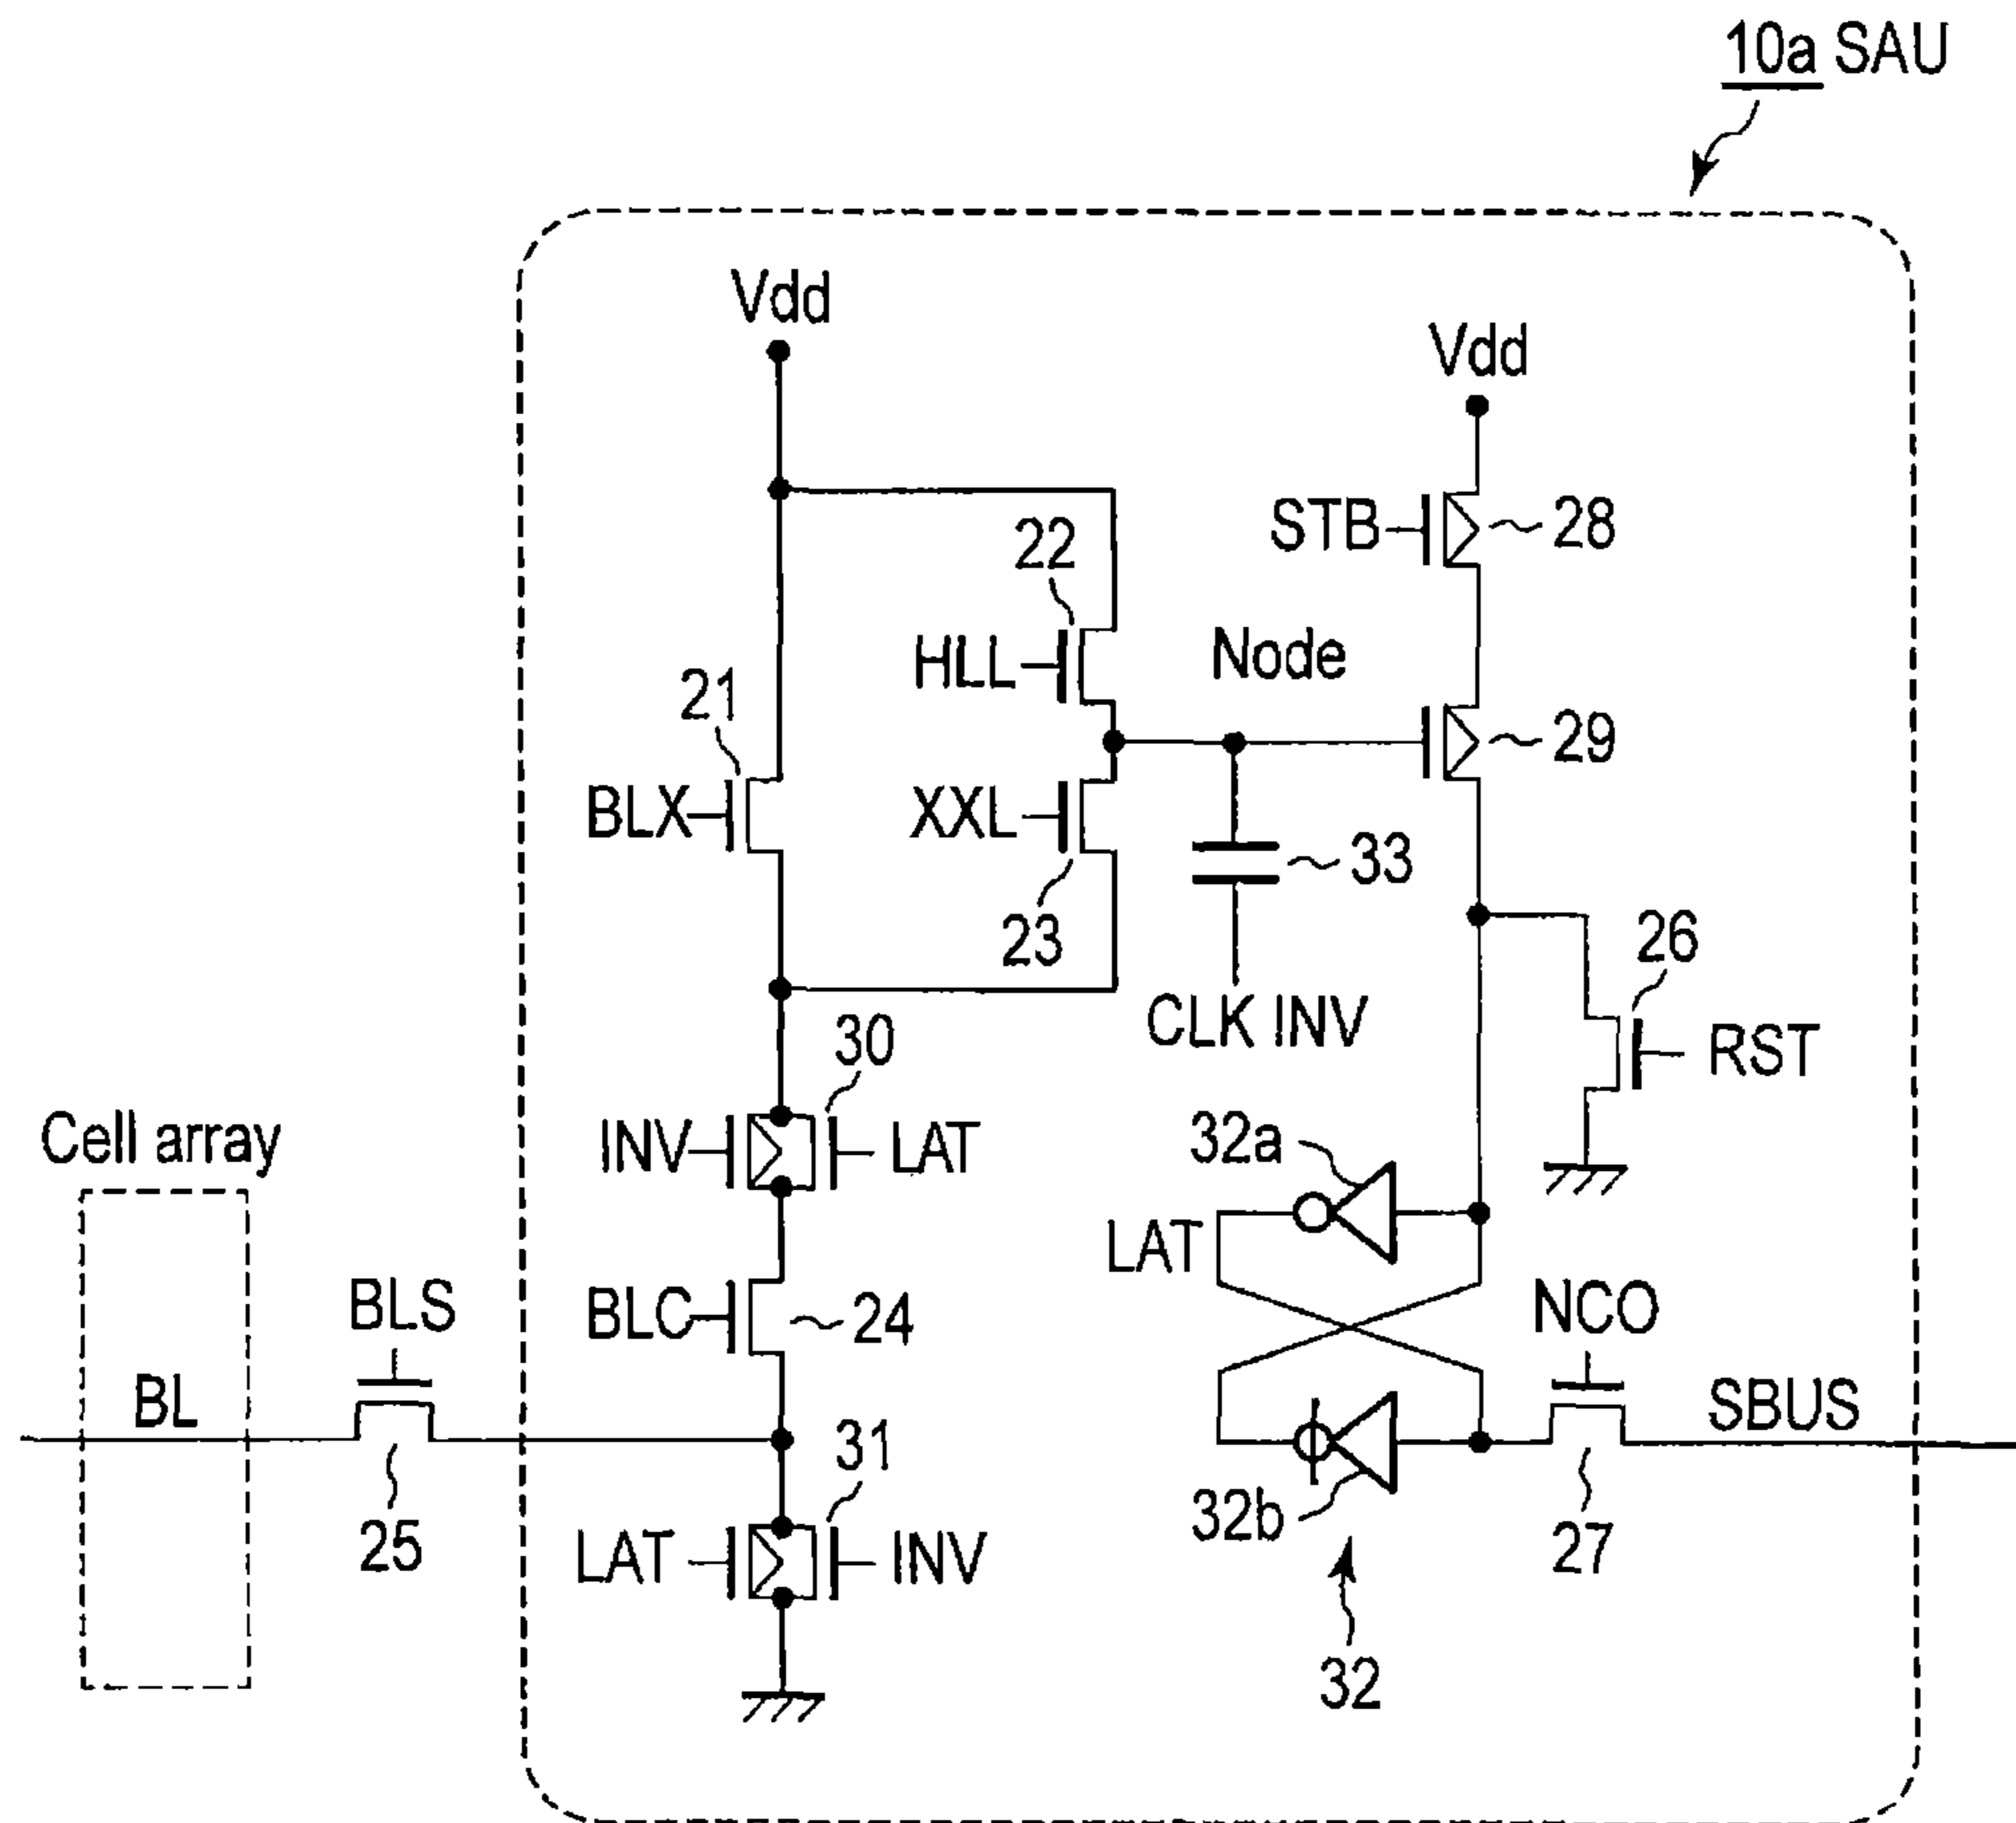 10a SAU
Vdd
Vdd
STB
28
22
HLL
Node
21
29
BLX
XXL
33
23
26
CLK INV
30
RST
Cell array
INV
LAT
32a
LAT
BLS
BLC
24
NCO
BL
SBUS
31
25
LAT
INV
32b
27
32